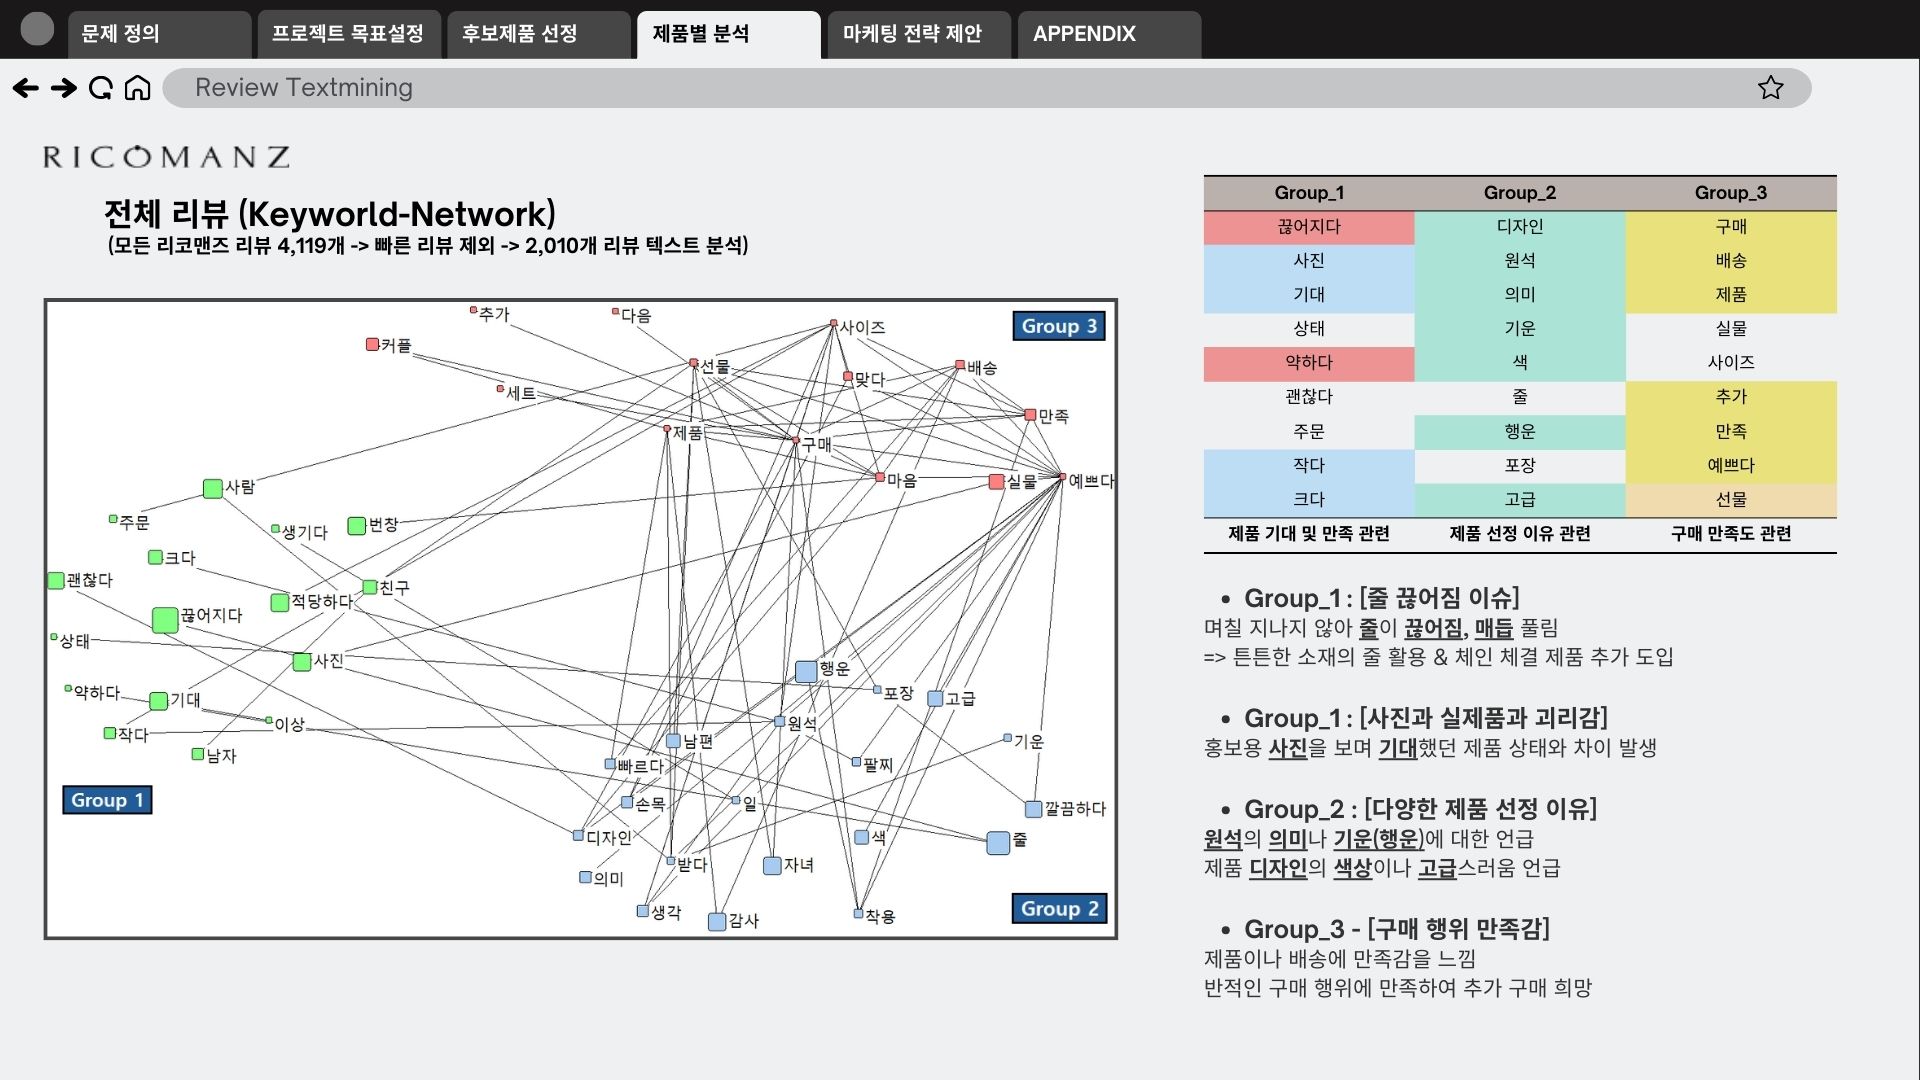 문제 정의
프로젝트 목표설정
후보제품 선정
제품별 분석
마케팅 전략 제안
APPENDIX
Review Textmining
RICOMANZ
전체 리뷰 (Keyworld-Network)
(모든 리코맨즈 리뷰 4,119개 -> 빠른 리뷰 제외 -> 2,010개 리뷰 텍스트 분석)
추가
다음
사이즈
Group 3
커플
선물
맞다
배송
세트
만족
제품
구매
마음
실물
예쁘다
사람
주문
생기다
번창
크다
괜찮다
적당하다
친구
끊어지다
상태
사진
약하다
기대
이상
작다
남자
Group 1
행운
포장
고급
원석
남편
기운
빠르다
팔찌
손목
일
깔끔하다
디자인
색
줄
받다
자녀
의미
생각
감사
착용
Group 2
Group_1 Group_2 Group_3
끊어지다 디자인 구매
사진 원석 배송
기대 의미 제품
상태 기운 실물
약하다 색 사이즈
괜찮다 줄 추가
주문 행운 만족
작다 포장 예쁘다
크다 고급 선물
제품 기대 및 만족 관련 제품 선정 이유 관련 구매 만족도 관련
• Group_1 : [줄 끊어짐 이슈]
며칠 지나지 않아 줄이 끊어짐, 매듭 풀림
=> 튼튼한 소재의 줄 활용 & 체인 체결 제품 추가 도입
• Group_1 : [사진과 실제품과 괴리감]
홍보용 사진을 보며 기대했던 제품 상태와 차이 발생
• Group_2 : [다양한 제품 선정 이유]
원석의 의미나 기운(행운)에 대한 언급
제품 디자인의 색상이나 고급스러움 언급
• Group_3 - [구매 행위 만족감]
제품이나 배송에 만족감을 느낌
반적인 구매 행위에 만족하여 추가 구매 희망